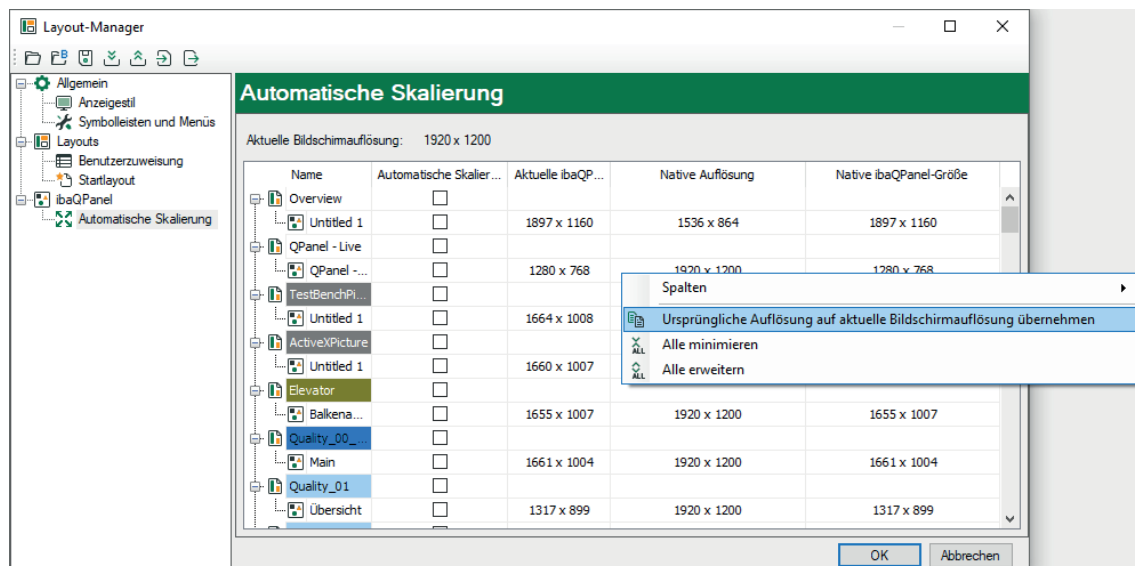 Layout-Manager
Allgemein
Anzeigestil
Symbolleisten und Menüs
Layouts
Benutzerzuweisung
Startlayout
ibaQPanel
Automatische Skalierung
Automatische Skalierung
Aktuelle Bildschirmauflösung: 1920 x 1200
Name Automatische Skalier... Aktuelle ibaQP... Native Auflösung Native ibaQPanel-Größe
Overview
Untitled 1 1897 x 1160 1536 x 864 1897 x 1160
QPanel - Live
QPanel -... 1280 x 768 1920 x 1200 1280 x 768
TestBenchPi...
Untitled 1 1664 x 1008
ActiveXPicture
Untitled 1 1660 x 1007
Elevator
Balkena... 1655 x 1007 1920 x 1200 1655 x 1007
Quality_00_...
Main 1661 x 1004 1920 x 1200 1661 x 1004
Quality_01
Übersicht 1317 x 899 1920 x 1200 1317 x 899
Spalten
Ursprüngliche Auflösung auf aktuelle Bildschirmauflösung übernehmen
ALL Alle minimieren
ALL Alle erweitern
OK Abbrechen